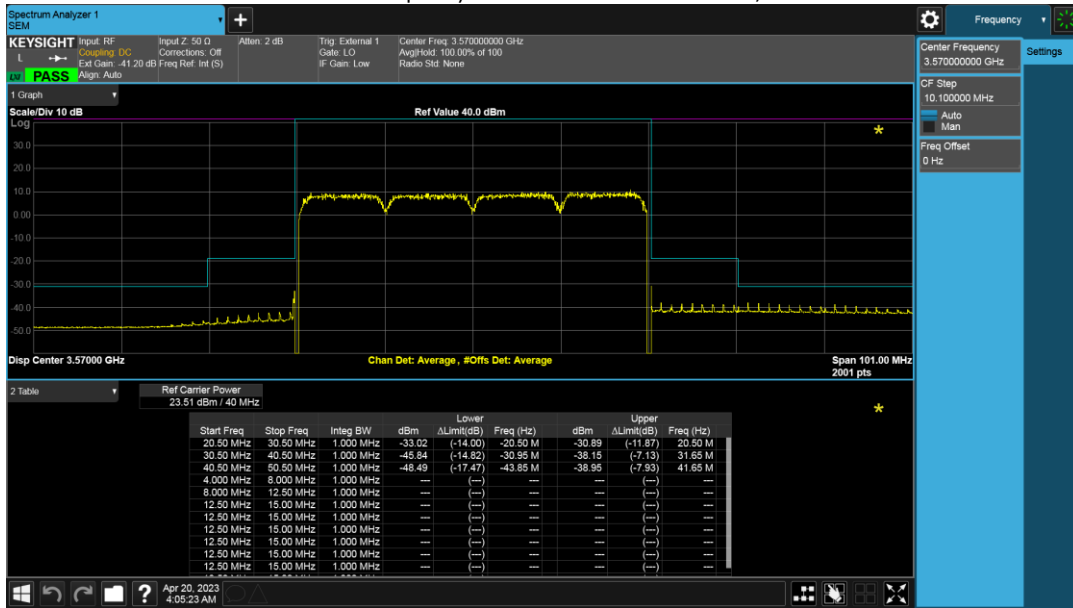 Spectrum Analyzer 1
SEM
+
Frequency
KEYSIGHT
L
LXI PASS
Input: RF
Coupling: DC
Ext Gain: -41.20 dB
Align: Auto
Input Z: 50 Ω
Corrections: Off
Freq Ref: Int (S)
Atten: 2 dB
Trig: External 1
Gate: LO
IF Gain: Low
Center Freq: 3.570000000 GHz
Avg|Hold: 100.00% of 100
Radio Std: None
Center Frequency
3.570000000 GHz
Settings
CF Step
10.100000 MHz
Auto
Man
Freq Offset
0 Hz
1 Graph
Scale/Div 10 dB
Ref Value 40.0 dBm
Log
30.0
20.0
10.0
0.00
-10.0
-20.0
-30.0
-40.0
-50.0
*
Disp Center 3.57000 GHz
Chan Det: Average, #Offs Det: Average
Span 101.00 MHz
2001 pts
2 Table
Ref Carrier Power
23.51 dBm / 40 MHz
*
Lower Upper
Start Freq Stop Freq Integ BW dBm ΔLimit(dB) Freq (Hz) dBm ΔLimit(dB) Freq (Hz)
20.50 MHz 30.50 MHz 1.000 MHz -33.02 (-14.00) -20.50 M -30.89 (-11.87) 20.50 M
30.50 MHz 40.50 MHz 1.000 MHz -45.84 (-14.82) -30.95 M -38.15 (-7.13) 31.65 M
40.50 MHz 50.50 MHz 1.000 MHz -48.49 (-17.47) -43.85 M -38.95 (-7.93) 41.65 M
4.000 MHz 8.000 MHz 1.000 MHz --- (---) --- --- (---) ---
8.000 MHz 12.50 MHz 1.000 MHz --- (---) --- --- (---) ---
12.50 MHz 15.00 MHz 1.000 MHz --- (---) --- --- (---) ---
12.50 MHz 15.00 MHz 1.000 MHz --- (---) --- --- (---) ---
12.50 MHz 15.00 MHz 1.000 MHz --- (---) --- --- (---) ---
12.50 MHz 15.00 MHz 1.000 MHz --- (---) --- --- (---) ---
12.50 MHz 15.00 MHz 1.000 MHz --- (---) --- --- (---) ---
12.50 MHz 15.00 MHz 1.000 MHz --- (---) --- --- (---) ---
?
Apr 20, 2023
4:05:23 AM